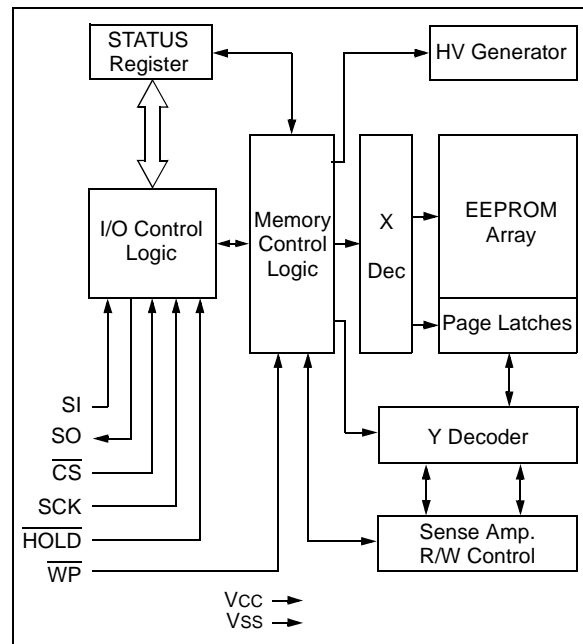 STATUS
Register
HV Generator
I/O Control
Logic
Memory
Control
Logic
X
Dec
EEPROM
Array
Page Latches
SI
SO
CS
SCK
HOLD
WP
Y Decoder
Sense Amp.
R/W Control
VCC
VSS